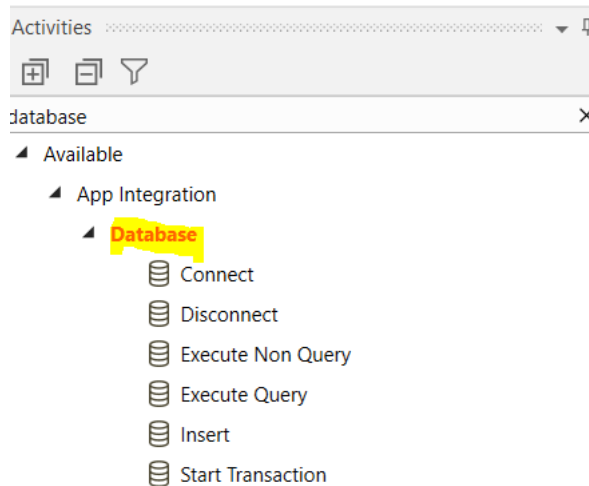 Activities
database
Available
App Integration
Database
Connect
Disconnect
Execute Non Query
Execute Query
Insert
Start Transaction